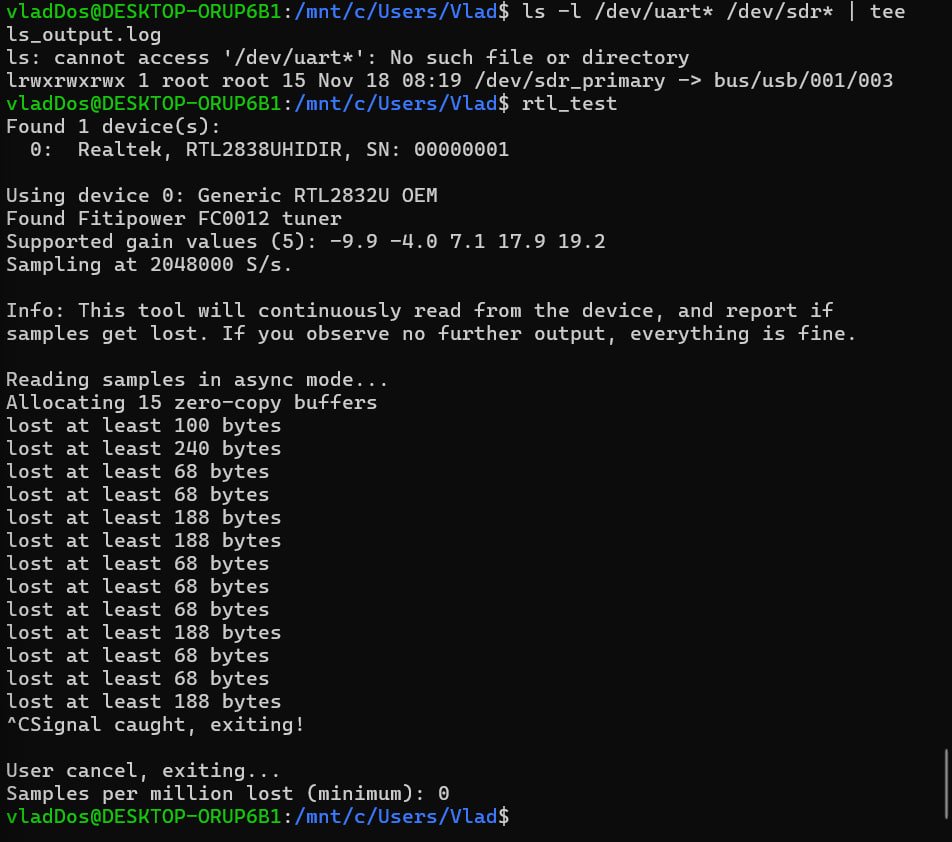 vladDos@DESKTOP-ORUP6B1:/mnt/c/Users/Vlad$ ls -l /dev/uart* /dev/sdr* | tee
ls_output.log
ls: cannot access '/dev/uart*': No such file or directory
lrwxrwxrwx 1 root root 15 Nov 18 08:19 /dev/sdr_primary -> bus/usb/001/003
vladDos@DESKTOP-ORUP6B1:/mnt/c/Users/Vlad$ rtl_test
Found 1 device(s):
  0:  Realtek, RTL2838UHIDIR, SN: 00000001

Using device 0: Generic RTL2832U OEM
Found Fitipower FC0012 tuner
Supported gain values (5): -9.9 -4.0 7.1 17.9 19.2
Sampling at 2048000 S/s.

Info: This tool will continuously read from the device, and report if
samples get lost. If you observe no further output, everything is fine.

Reading samples in async mode...
Allocating 15 zero-copy buffers
lost at least 100 bytes
lost at least 240 bytes
lost at least 68 bytes
lost at least 68 bytes
lost at least 188 bytes
lost at least 188 bytes
lost at least 68 bytes
lost at least 68 bytes
lost at least 68 bytes
lost at least 188 bytes
lost at least 68 bytes
lost at least 68 bytes
lost at least 188 bytes
^CSignal caught, exiting!

User cancel, exiting...
Samples per million lost (minimum): 0
vladDos@DESKTOP-ORUP6B1:/mnt/c/Users/Vlad$